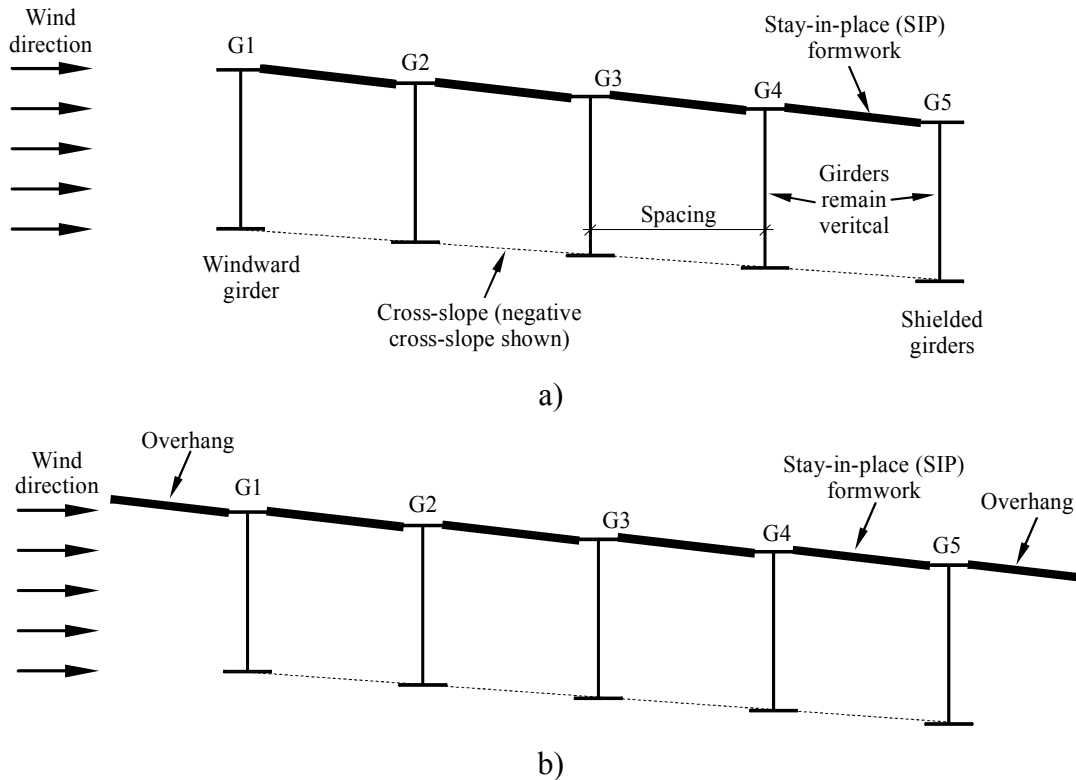 Wind
direction
G1
G2
G3
G4
G5
Stay-in-place (SIP)
formwork
Girders
remain
veritcal
Spacing
Windward
girder
Cross-slope (negative
cross-slope shown)
Shielded
girders
a)
Overhang
Wind
direction
G1
G2
G3
G4
G5
Stay-in-place (SIP)
formwork
Overhang
b)